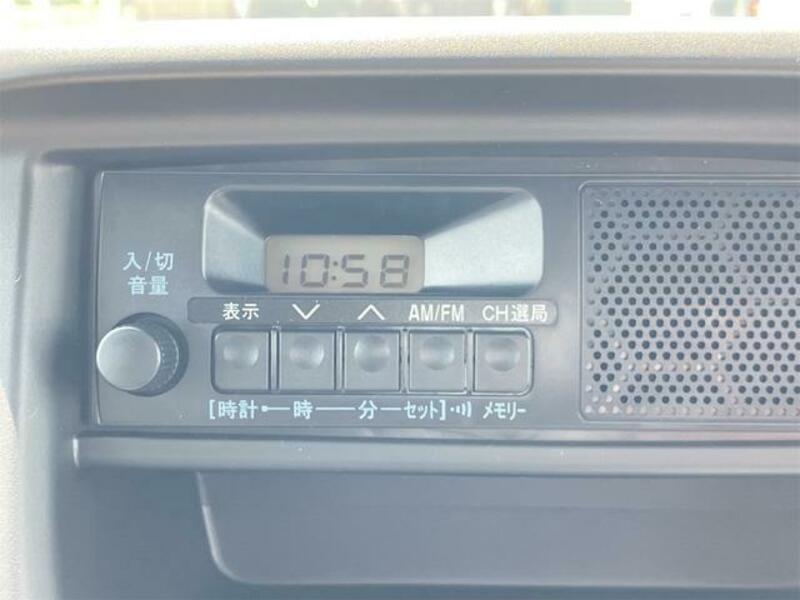 10:58
入/切
音量
表示 ∨ ∧ AM/FM CH選局
[時計•―時―分―セット]･･))) メモリー